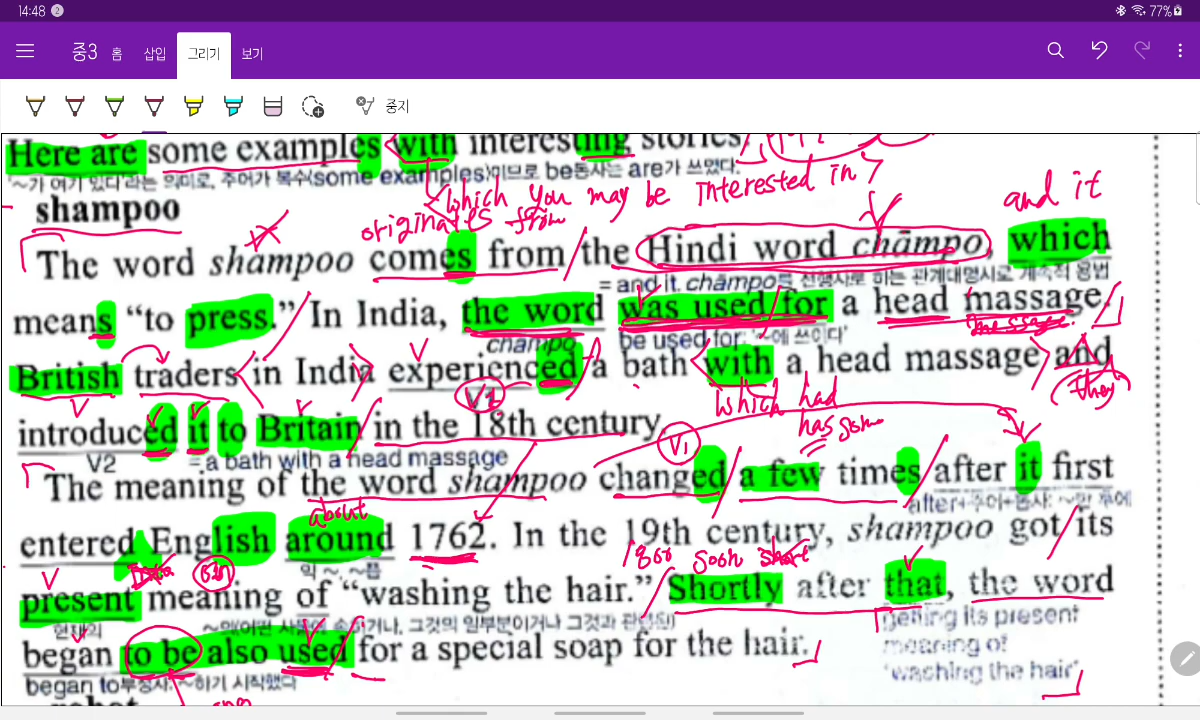 14:48 2 77%
중3 홈 삽입 그리기 보기
중지
Here are some examples with interesting stories
'~가 여기 있다'라는 의미로, 주어가 복수(some examples)이므로 be동사는 are가 쓰였다.
which you may be interested in
shampoo
originates from
and it
The word shampoo comes from the Hindi word chāmpo, which
= and it. chāmpo를 선행사로 하는 관계대명사로 계속적 용법
means "to press." In India, the word was used for a head massage.
message
chāmpo be used for: '~에 쓰이다'
British traders in India experienced a bath with a head massage and
V1 which had they
has
introduced it to Britain in the 18th century.
V2 = a bath with a head massage V1
The meaning of the word shampoo changed a few times after it first
about after+주어+동사: ~한 후에
entered English around 1762. In the 19th century, shampoo got its
약 ~, ~쯤 soon short
present meaning of "washing the hair." Shortly after that, the word
현재의 getting its present
began to be also used for a special soap for the hair. meaning of
began to부정사: ~하기 시작했다 'washing the hair'